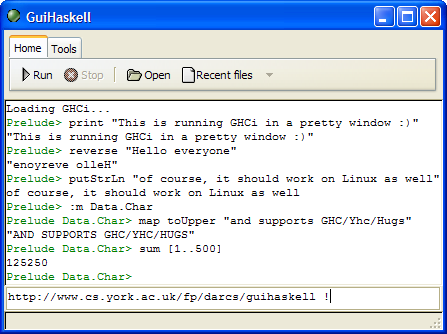 GuiHaskell
Home Tools
Run Stop Open Recent files
Loading GHCi...
Prelude> print "This is running GHCi in a pretty window :)"
"This is running GHCi in a pretty window :)"
Prelude> reverse "Hello everyone"
"enoyreve olleH"
Prelude> putStrLn "of course, it should work on Linux as well"
of course, it should work on Linux as well
Prelude> :m Data.Char
Prelude Data.Char> map toUpper "and supports GHC/Yhc/Hugs"
"AND SUPPORTS GHC/YHC/HUGS"
Prelude Data.Char> sum [1..500]
125250
Prelude Data.Char>
http://www.cs.york.ac.uk/fp/darcs/guihaskell !